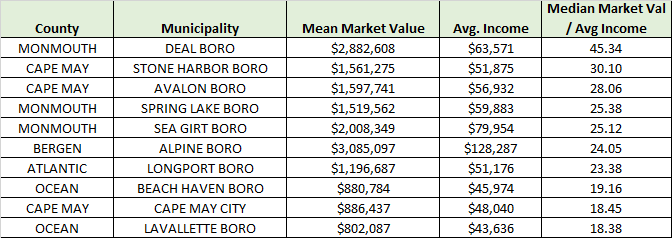 County Municipality Mean Market Value Avg. Income Median Market Val / Avg Income
MONMOUTH DEAL BORO $2,882,608 $63,571 45.34
CAPE MAY STONE HARBOR BORO $1,561,275 $51,875 30.10
CAPE MAY AVALON BORO $1,597,741 $56,932 28.06
MONMOUTH SPRING LAKE BORO $1,519,562 $59,883 25.38
MONMOUTH SEA GIRT BORO $2,008,349 $79,954 25.12
BERGEN ALPINE BORO $3,085,097 $128,287 24.05
ATLANTIC LONGPORT BORO $1,196,687 $51,176 23.38
OCEAN BEACH HAVEN BORO $880,784 $45,974 19.16
CAPE MAY CAPE MAY CITY $886,437 $48,040 18.45
OCEAN LAVALLETTE BORO $802,087 $43,636 18.38